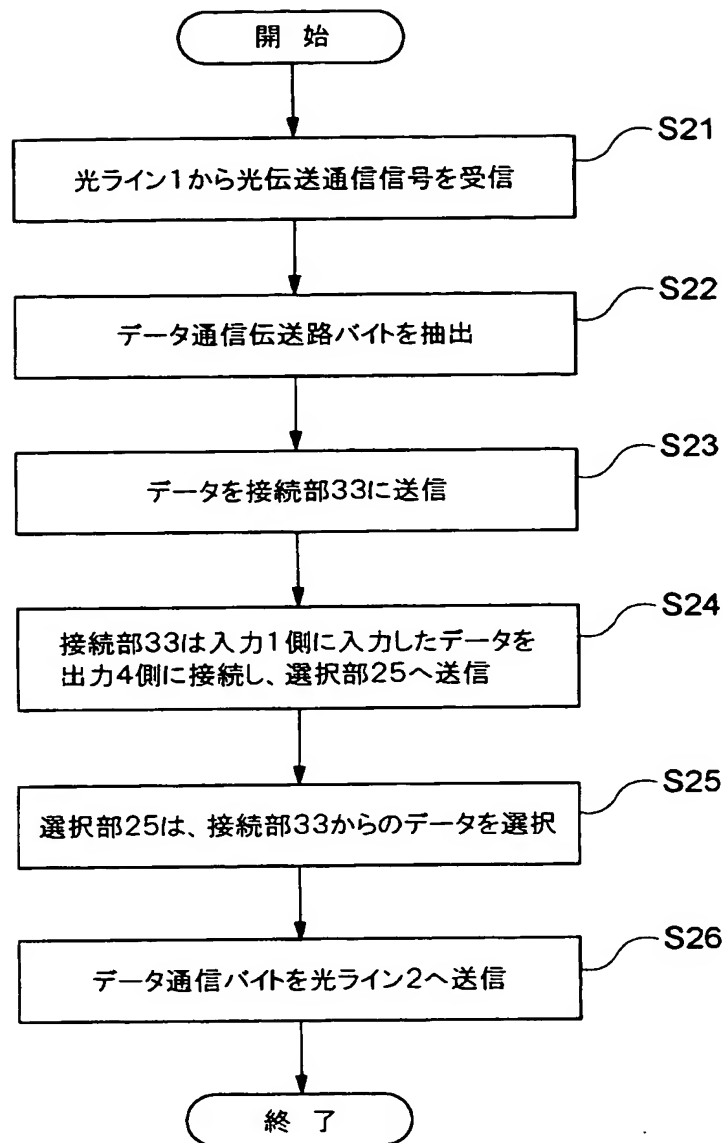 開 始
S21
光ライン1から光伝送通信信号を受信
S22
データ通信伝送路バイトを抽出
S23
データを接続部33に送信
S24
接続部33は入力1側に入力したデータを
出力4側に接続し、選択部25へ送信
S25
選択部25は、接続部33からのデータを選択
S26
データ通信バイトを光ライン2へ送信
終 了